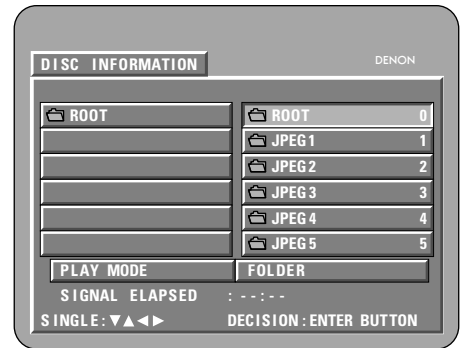 DISC INFORMATION DENON
ROOT ROOT 0
JPEG1 1
JPEG2 2
JPEG3 3
JPEG4 4
JPEG5 5
PLAY MODE FOLDER
SIGNAL ELAPSED :--:--
SINGLE:▼▲◀▶ DECISION:ENTER BUTTON